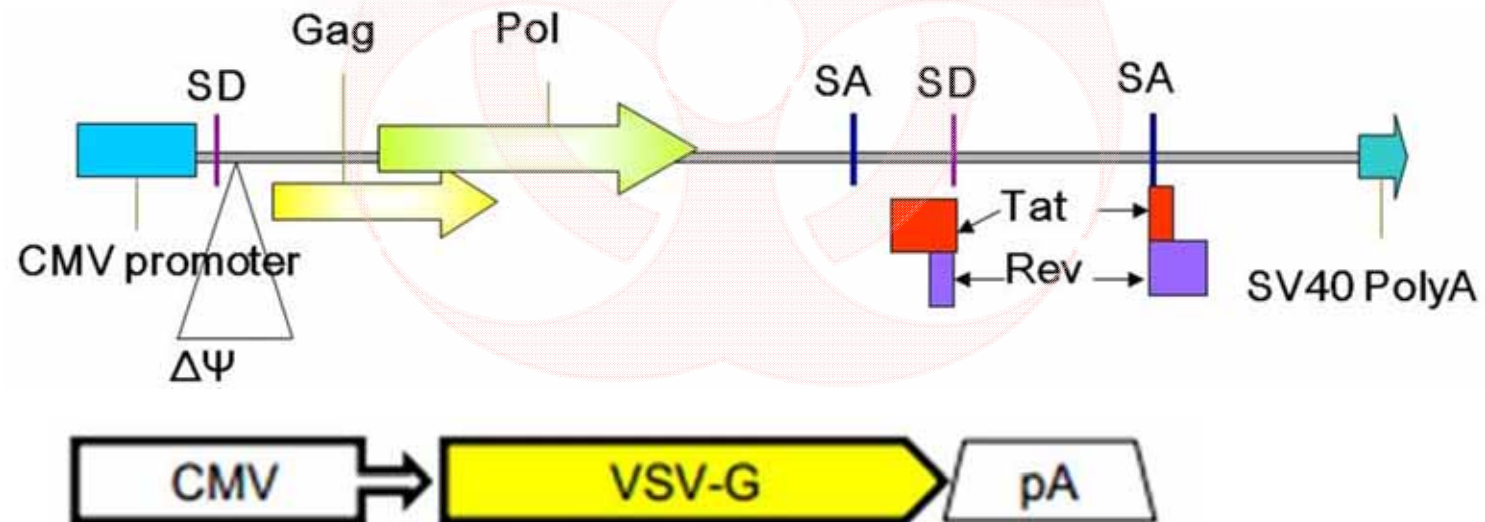 Gag Pol
SD SA SD SA
Tat
CMV promoter Rev SV40 PolyA
ΔΨ
CMV VSV-G pA